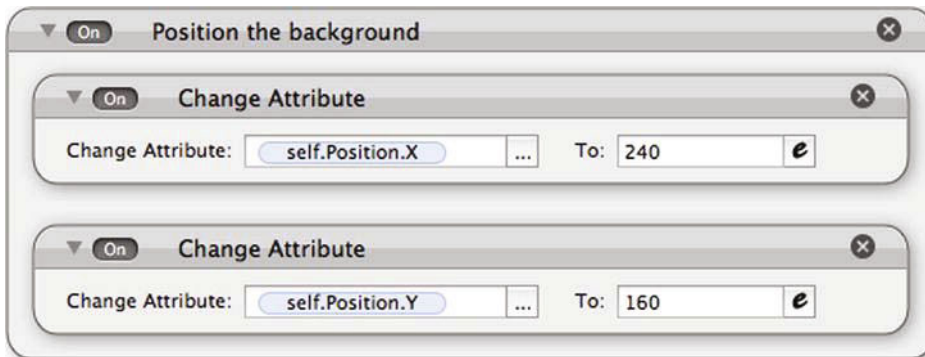 On Position the background
On Change Attribute
Change Attribute: self.Position.X ... To: 240 e
On Change Attribute
Change Attribute: self.Position.Y ... To: 160 e